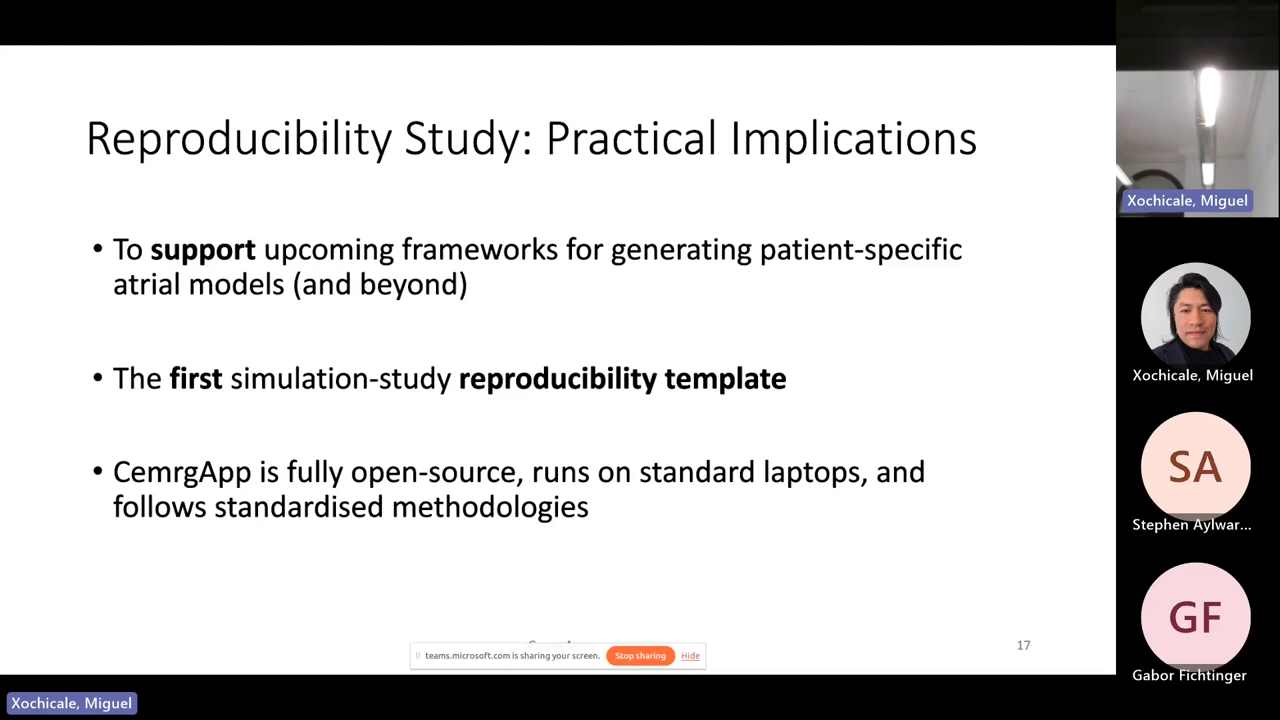 Reproducibility Study: Practical Implications
• To support upcoming frameworks for generating patient-specific
atrial models (and beyond)
• The first simulation-study reproducibility template
• CemrgApp is fully open-source, runs on standard laptops, and
follows standardised methodologies
17
teams.microsoft.com is sharing your screen.
Stop sharing
Hide
Xochicale, Miguel
Xochicale, Miguel
Xochicale, Miguel
SA
Stephen Aylwar...
GF
Gabor Fichtinger